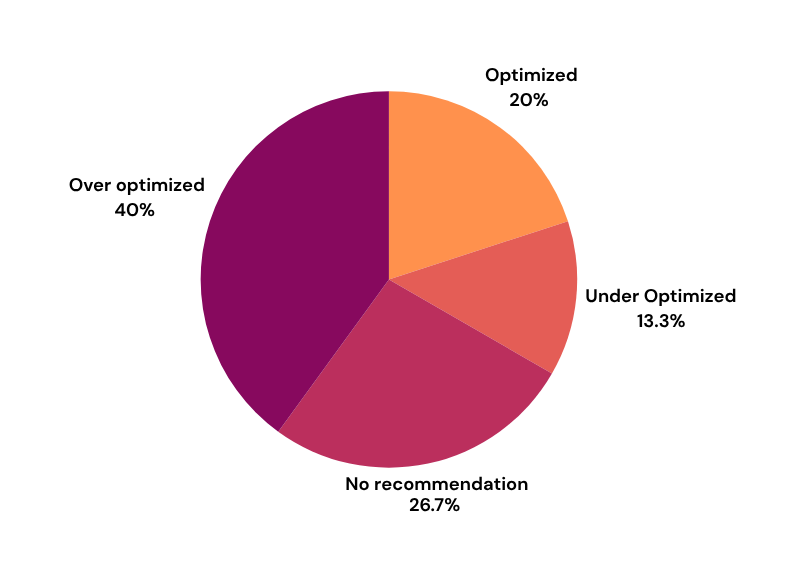 Optimized
20%
Over optimized
40%
Under Optimized
13.3%
No recommendation
26.7%